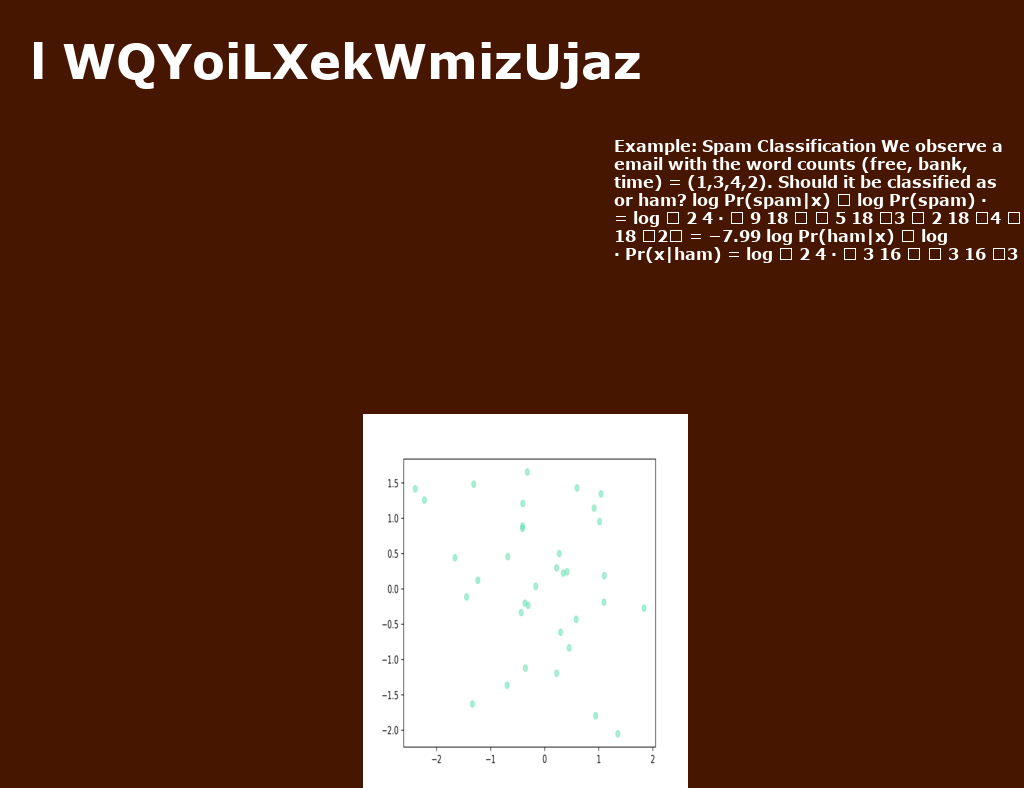 l WQYoiLXekWmizUjaz
Example: Spam Classification We observe a
email with the word counts (free, bank,
time) = (1,3,4,2). Should it be classified as
or ham? log Pr(spam|x) □ log Pr(spam) ·
= log □ 2 4 · □ 9 18 □ □ 5 18 □3 □ 2 18 □4 □
18 □2□ = −7.99 log Pr(ham|x) □ log
· Pr(x|ham) = log □ 2 4 · □ 3 16 □ □ 3 16 □3
1.5
1.0
0.5
0.0
−0.5
−1.0
−1.5
−2.0
−2 −1 0 1 2